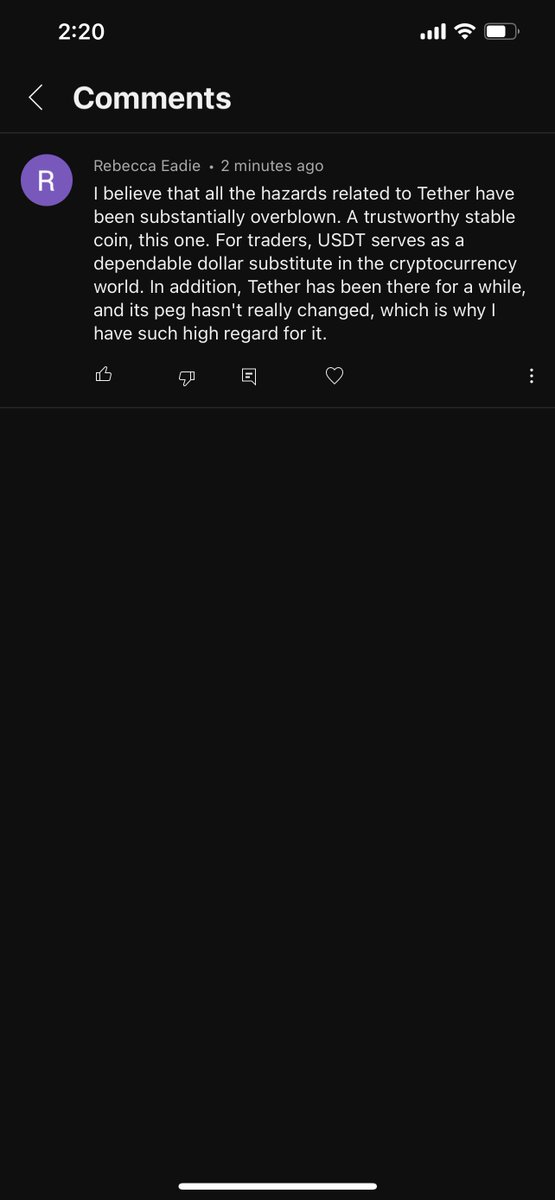 2:20
Comments
R
Rebecca Eadie • 2 minutes ago
I believe that all the hazards related to Tether have
been substantially overblown. A trustworthy stable
coin, this one. For traders, USDT serves as a
dependable dollar substitute in the cryptocurrency
world. In addition, Tether has been there for a while,
and its peg hasn't really changed, which is why I
have such high regard for it.